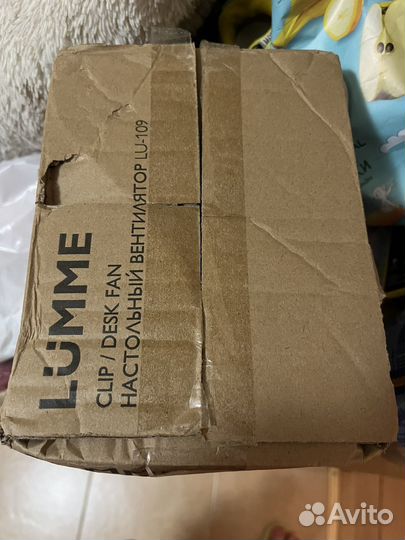 LÜMME
CLIP / DESK FAN
НАСТОЛЬНЫЙ ВЕНТИЛЯТОР LU-109
Avito